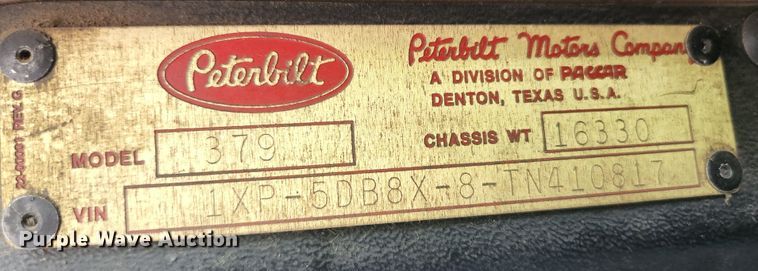 Peterbilt
Peterbilt Motors Company
A DIVISION OF PACCAR
DENTON, TEXAS U.S.A.
MODEL 379
CHASSIS WT 16330
VIN 1XP-5DB8X-8-TN410817
Purple Wave Auction